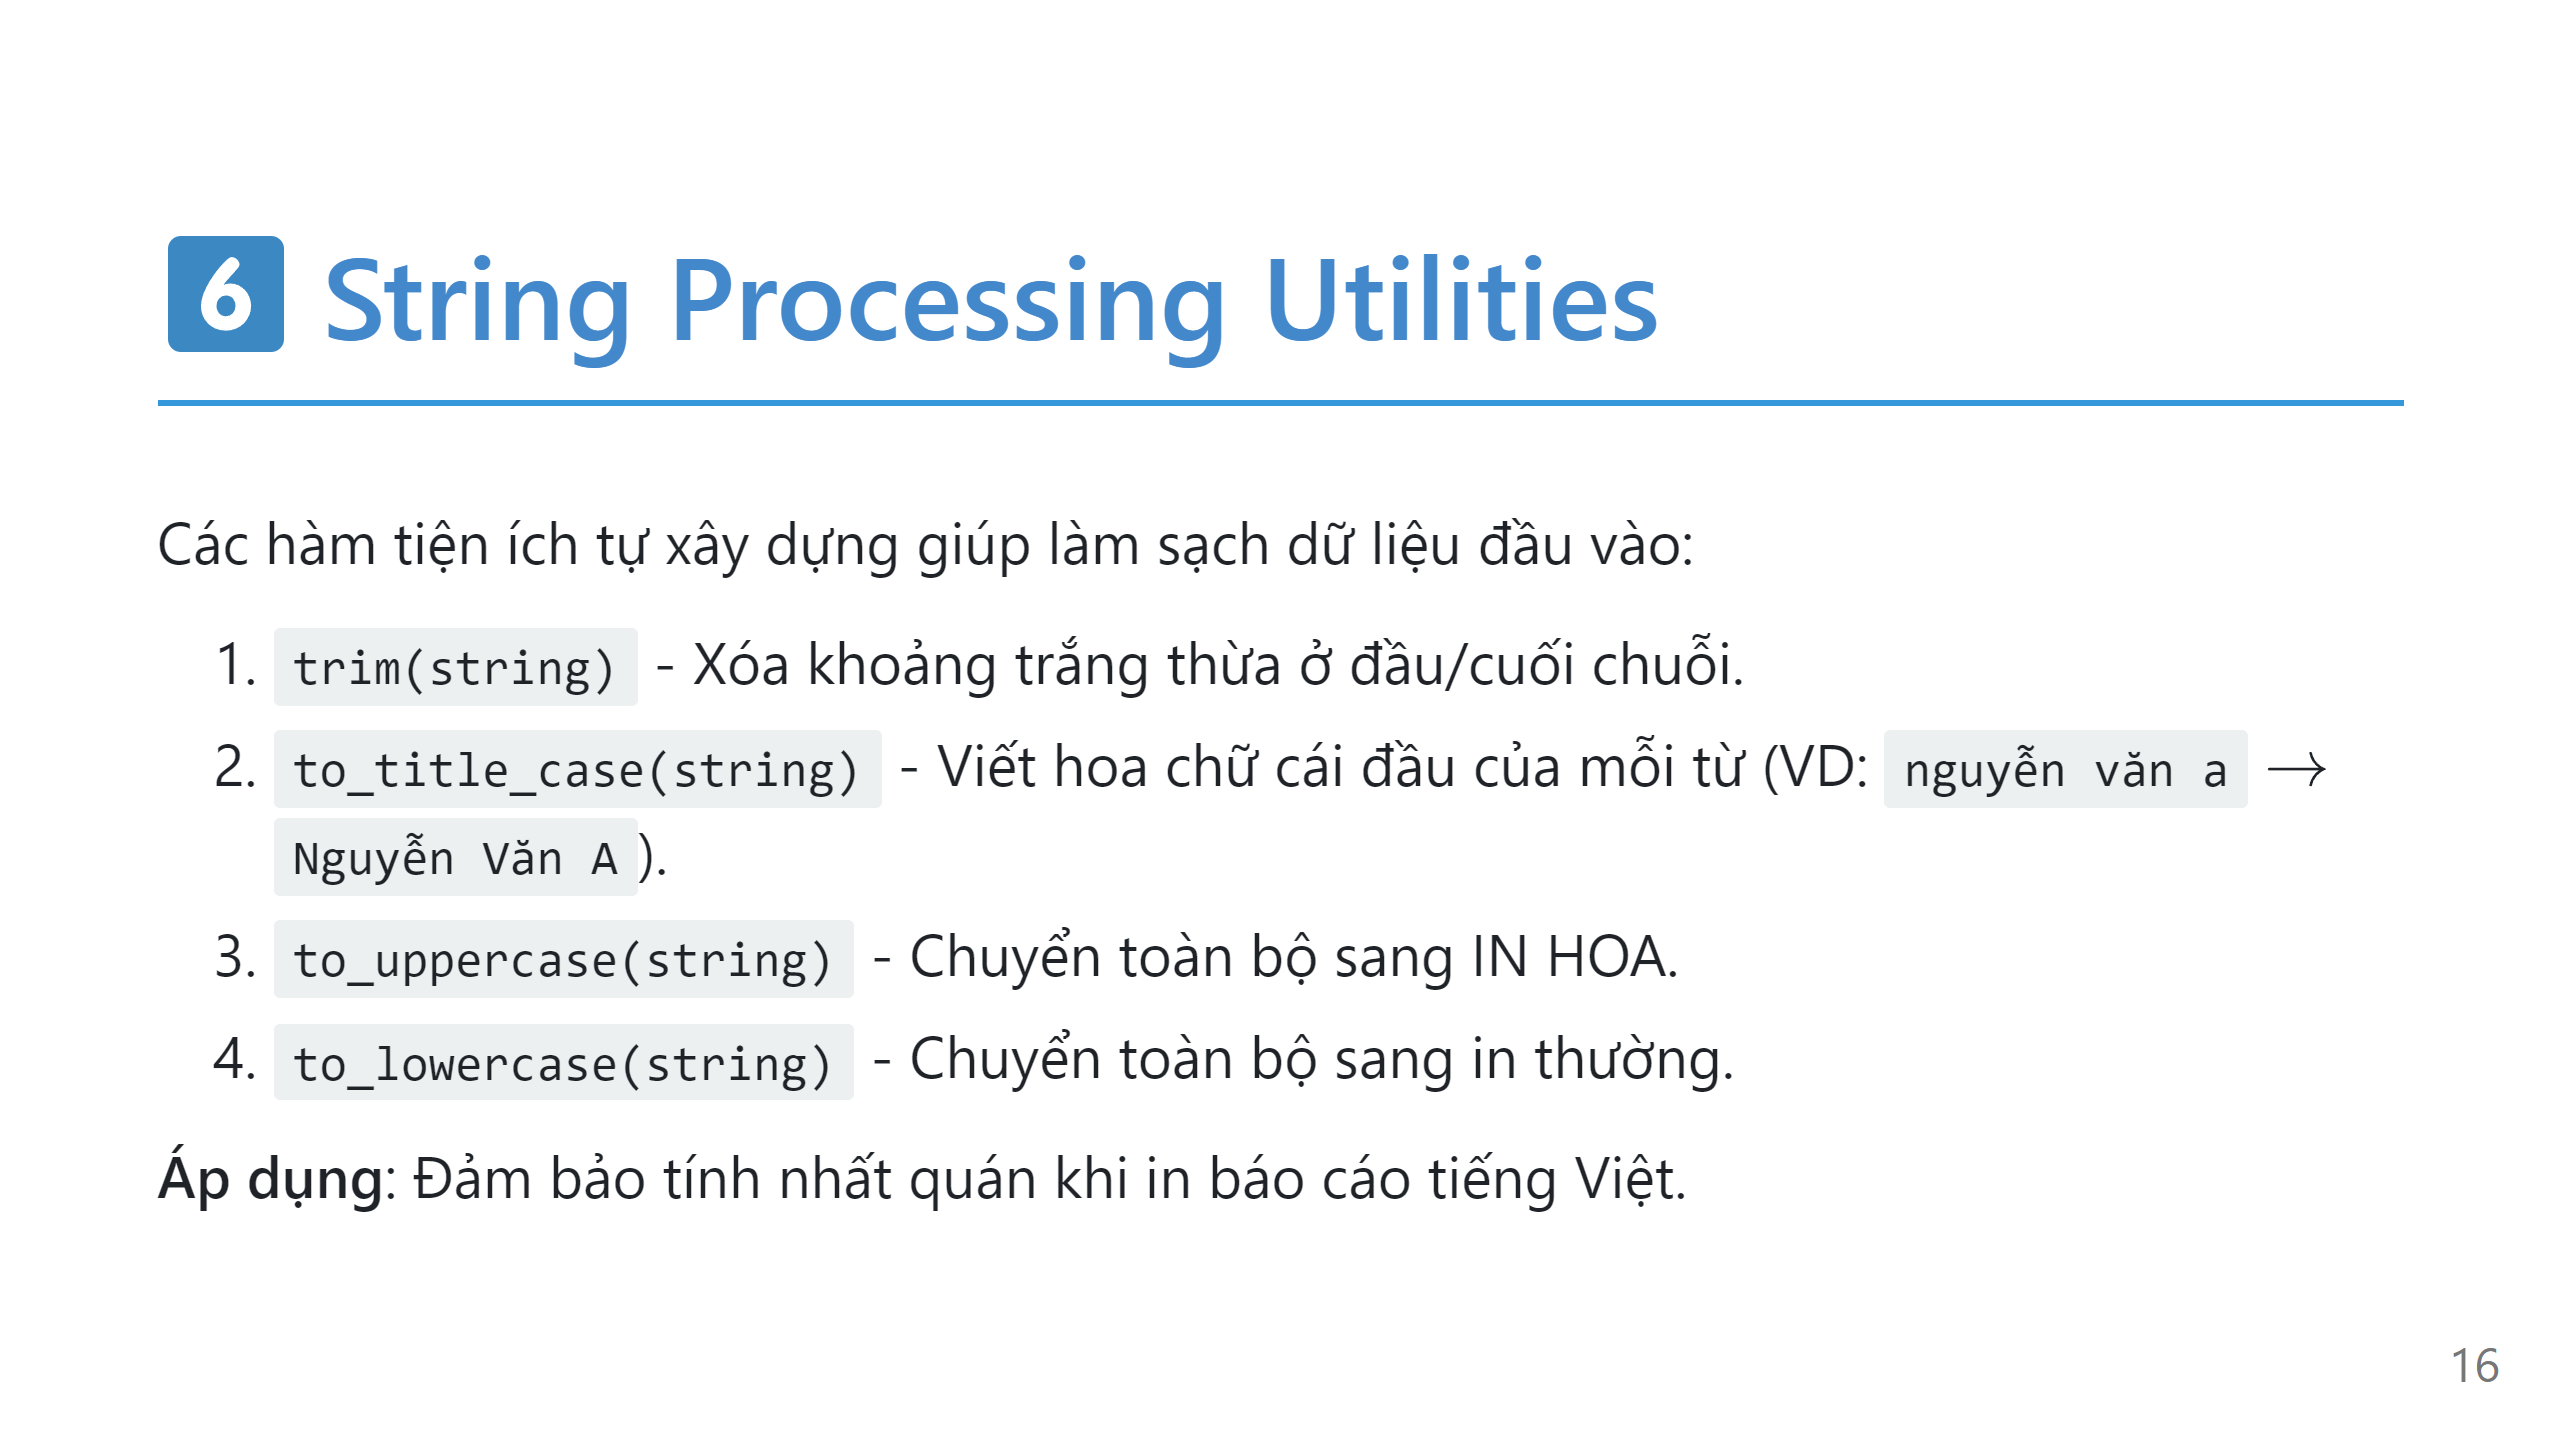 6 String Processing Utilities
Các hàm tiện ích tự xây dựng giúp làm sạch dữ liệu đầu vào:
1. trim(string) - Xóa khoảng trắng thừa ở đầu/cuối chuỗi.
2. to_title_case(string) - Viết hoa chữ cái đầu của mỗi từ (VD: nguyễn văn a →
Nguyễn Văn A ).
3. to_uppercase(string) - Chuyển toàn bộ sang IN HOA.
4. to_lowercase(string) - Chuyển toàn bộ sang in thường.
Áp dụng: Đảm bảo tính nhất quán khi in báo cáo tiếng Việt.
16